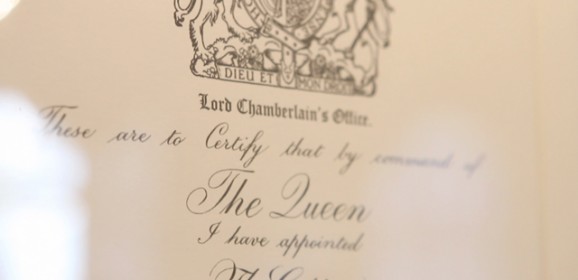 DIEU ET MON DROIT
Lord Chamberlain's Office.
These are to Certify that by command of
The Queen
I have appointed